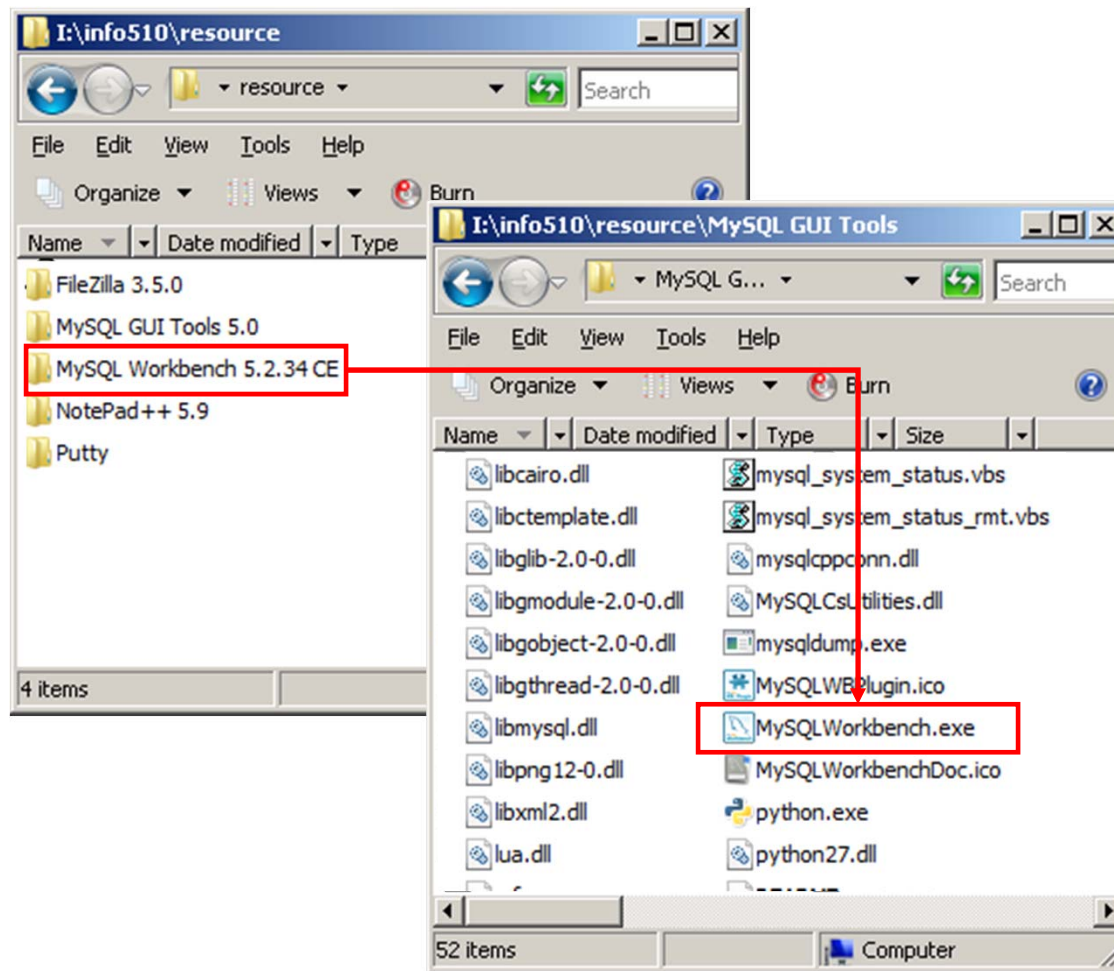 I:\info510\resource
resource
Search
File Edit View Tools Help
Organize Views Burn
Name Date modified Type
FileZilla 3.5.0
MySQL GUI Tools 5.0
MySQL Workbench 5.2.34 CE
NotePad++ 5.9
Putty
4 items
I:\info510\resource\MySQL GUI Tools
MySQL G...
Search
File Edit View Tools Help
Organize Views Burn
Name Date modified Type Size
libcairo.dll
libctemplate.dll
libglib-2.0-0.dll
libgmodule-2.0-0.dll
libgobject-2.0-0.dll
libgthread-2.0-0.dll
libmysql.dll
libpng12-0.dll
libxml2.dll
lua.dll
mysql_system_status.vbs
mysql_system_status_rmt.vbs
mysqlcppconn.dll
MySQLCsUtilities.dll
mysqldump.exe
MySQLWBPlugin.ico
MySQLWorkbench.exe
MySQLWorkbenchDoc.ico
python.exe
python27.dll
52 items
Computer